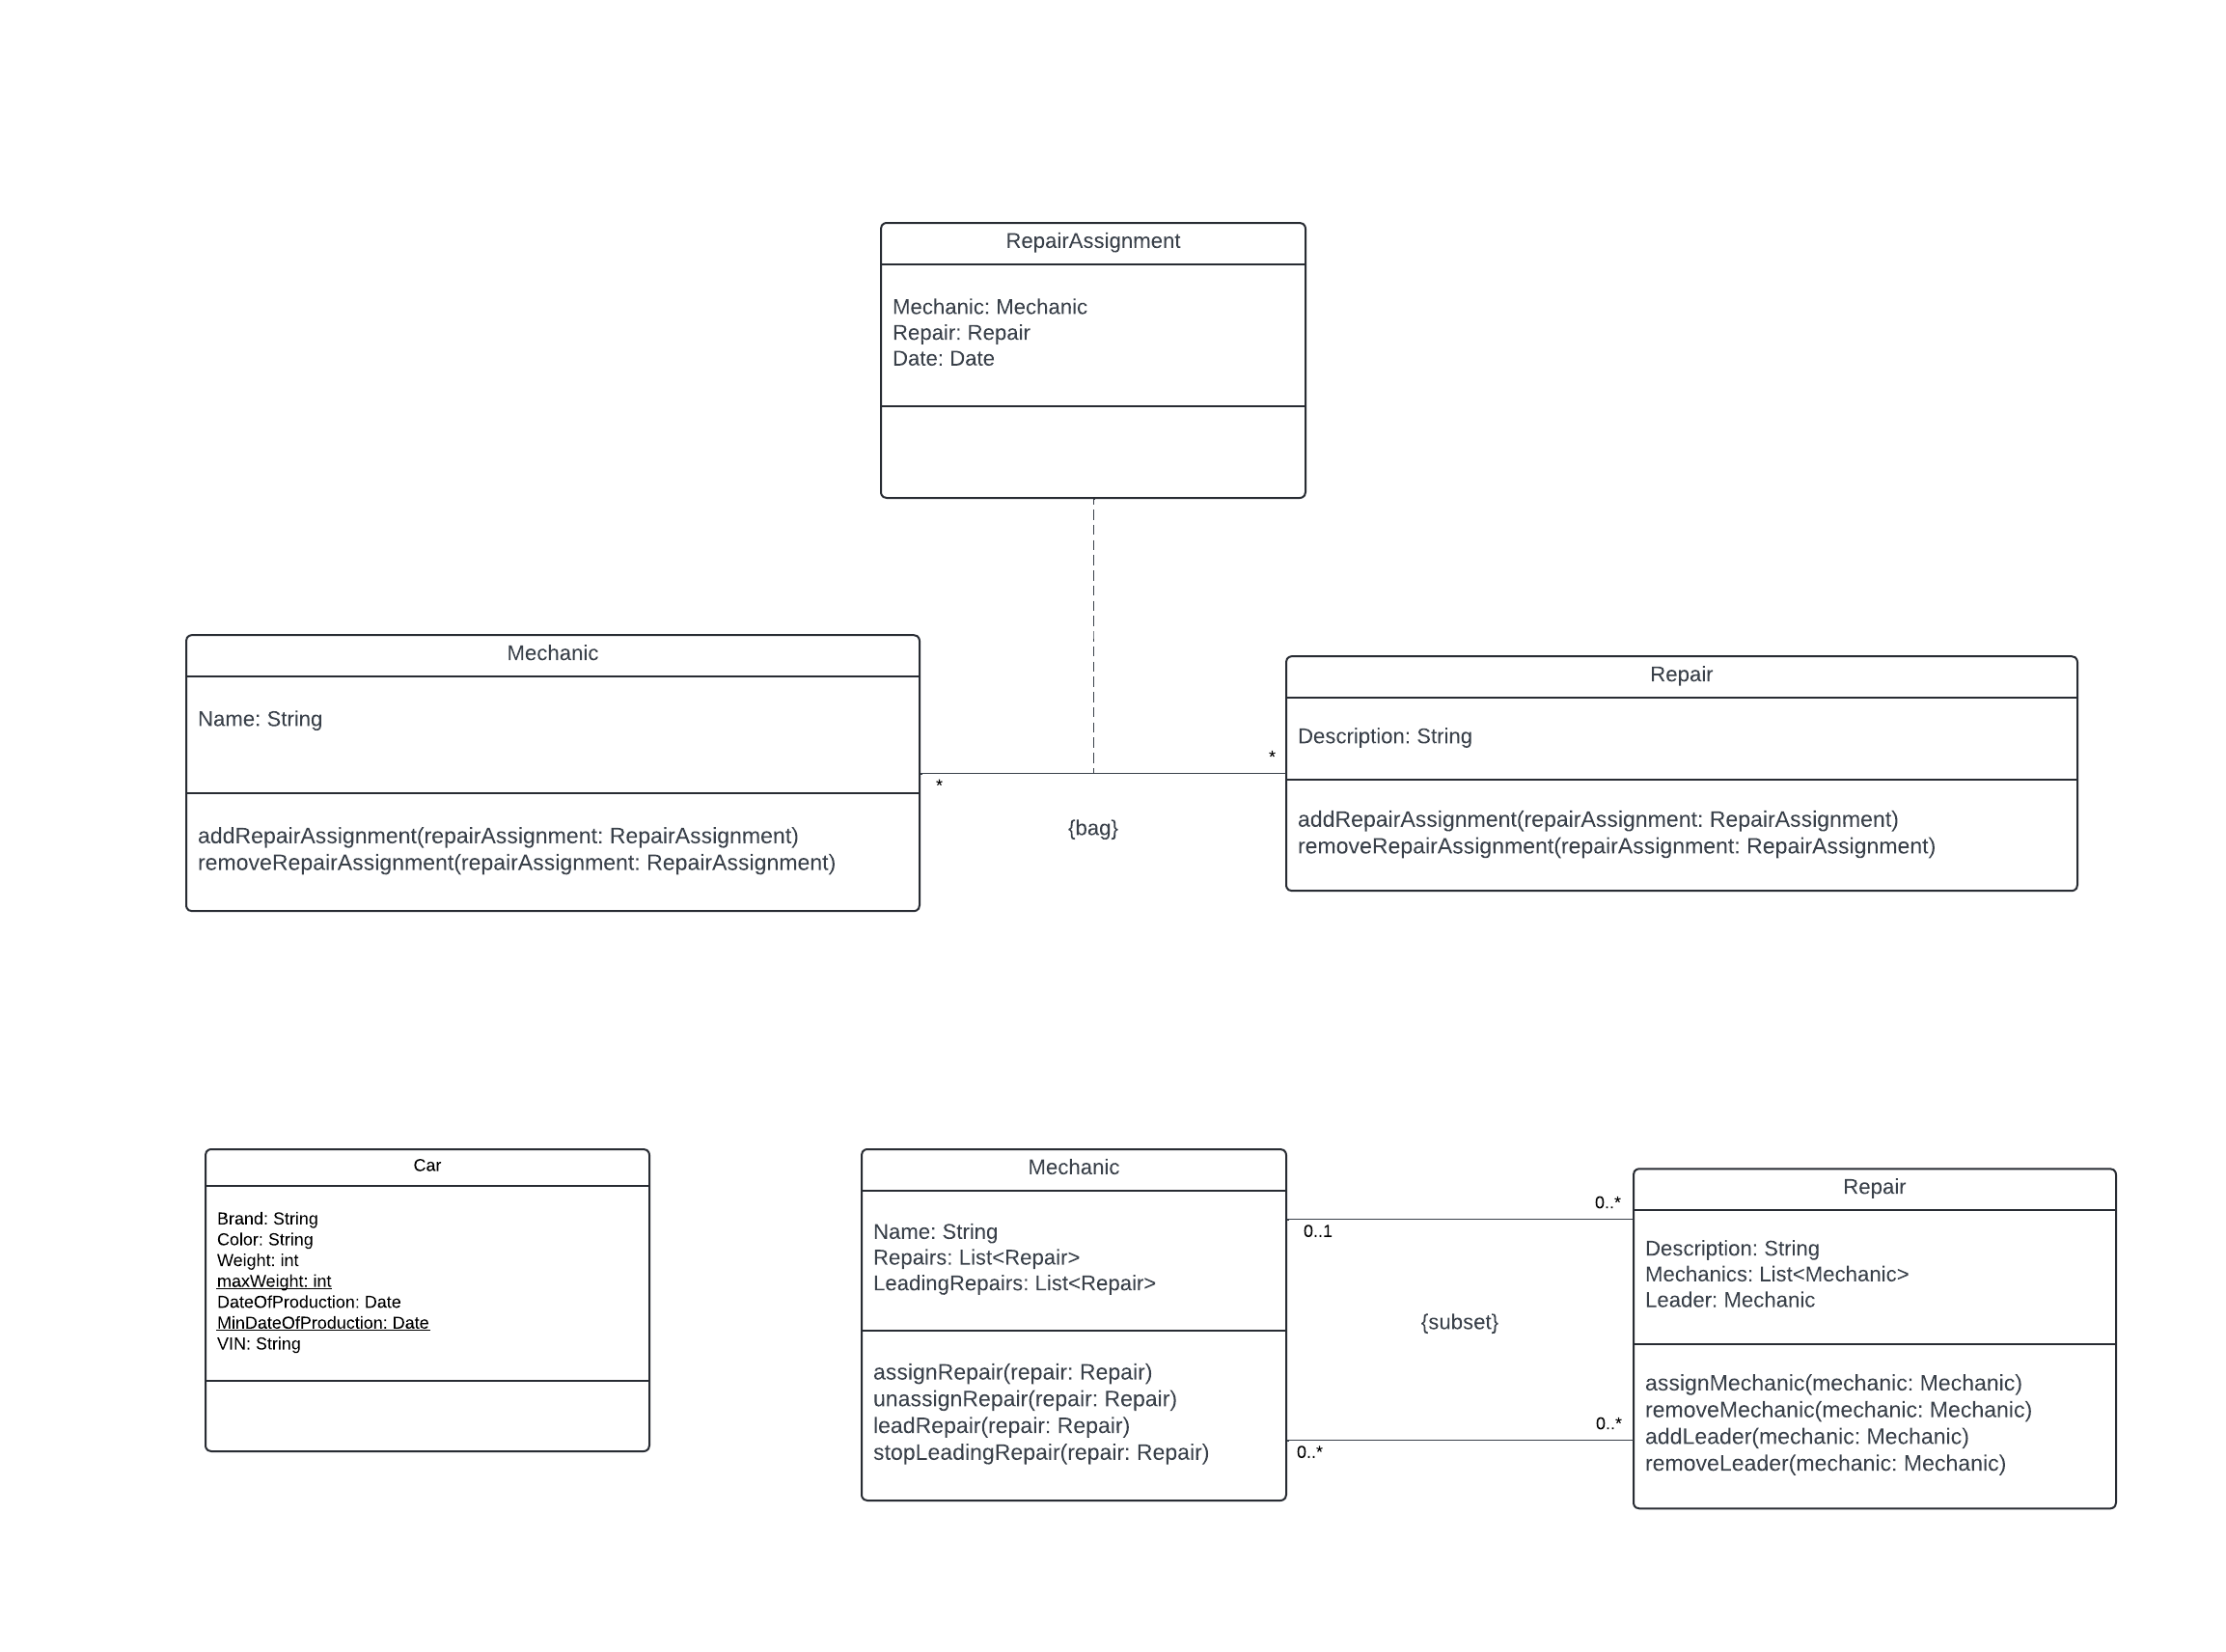 RepairAssignment
Mechanic: Mechanic
Repair: Repair
Date: Date
Mechanic
Name: String
addRepairAssignment(repairAssignment: RepairAssignment)
removeRepairAssignment(repairAssignment: RepairAssignment)
*
*
{bag}
Repair
Description: String
addRepairAssignment(repairAssignment: RepairAssignment)
removeRepairAssignment(repairAssignment: RepairAssignment)
Car
Brand: String
Color: String
Weight: int
maxWeight: int
DateOfProduction: Date
MinDateOfProduction: Date
VIN: String
Mechanic
Name: String
Repairs: List<Repair>
LeadingRepairs: List<Repair>
assignRepair(repair: Repair)
unassignRepair(repair: Repair)
leadRepair(repair: Repair)
stopLeadingRepair(repair: Repair)
0..*
0..1
{subset}
0..*
0..*
Repair
Description: String
Mechanics: List<Mechanic>
Leader: Mechanic
assignMechanic(mechanic: Mechanic)
removeMechanic(mechanic: Mechanic)
addLeader(mechanic: Mechanic)
removeLeader(mechanic: Mechanic)